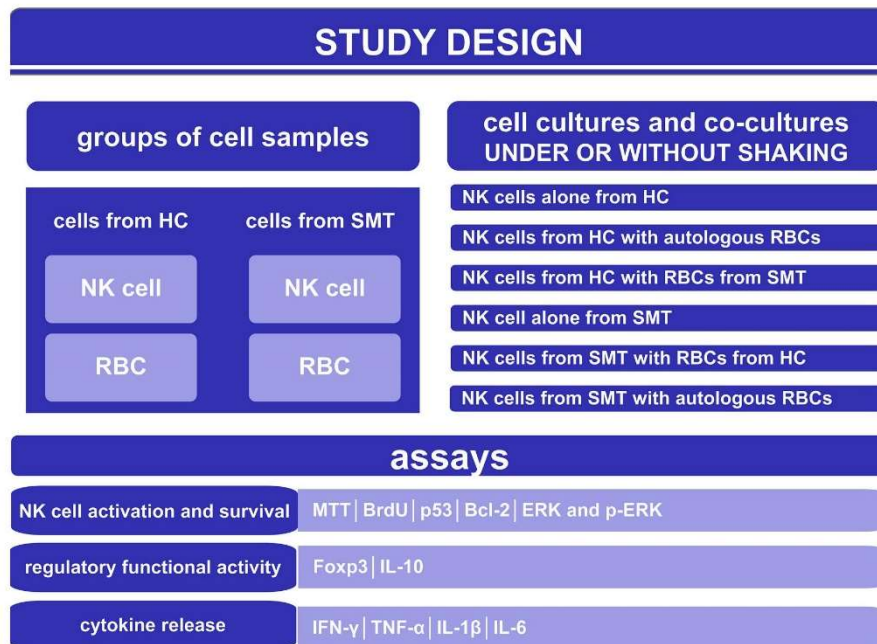 STUDY DESIGN
groups of cell samples
cells from HC
cells from SMT
NK cell
NK cell
RBC
RBC
cell cultures and co-cultures
UNDER OR WITHOUT SHAKING
NK cells alone from HC
NK cells from HC with autologous RBCs
NK cells from HC with RBCs from SMT
NK cell alone from SMT
NK cells from SMT with RBCs from HC
NK cells from SMT with autologous RBCs
assays
NK cell activation and survival
MTT|BrdU|p53|Bcl-2|ERK and p-ERK
regulatory functional activity
Foxp3|IL-10
cytokine release
IFN-γ|TNF-α|IL-1β|IL-6